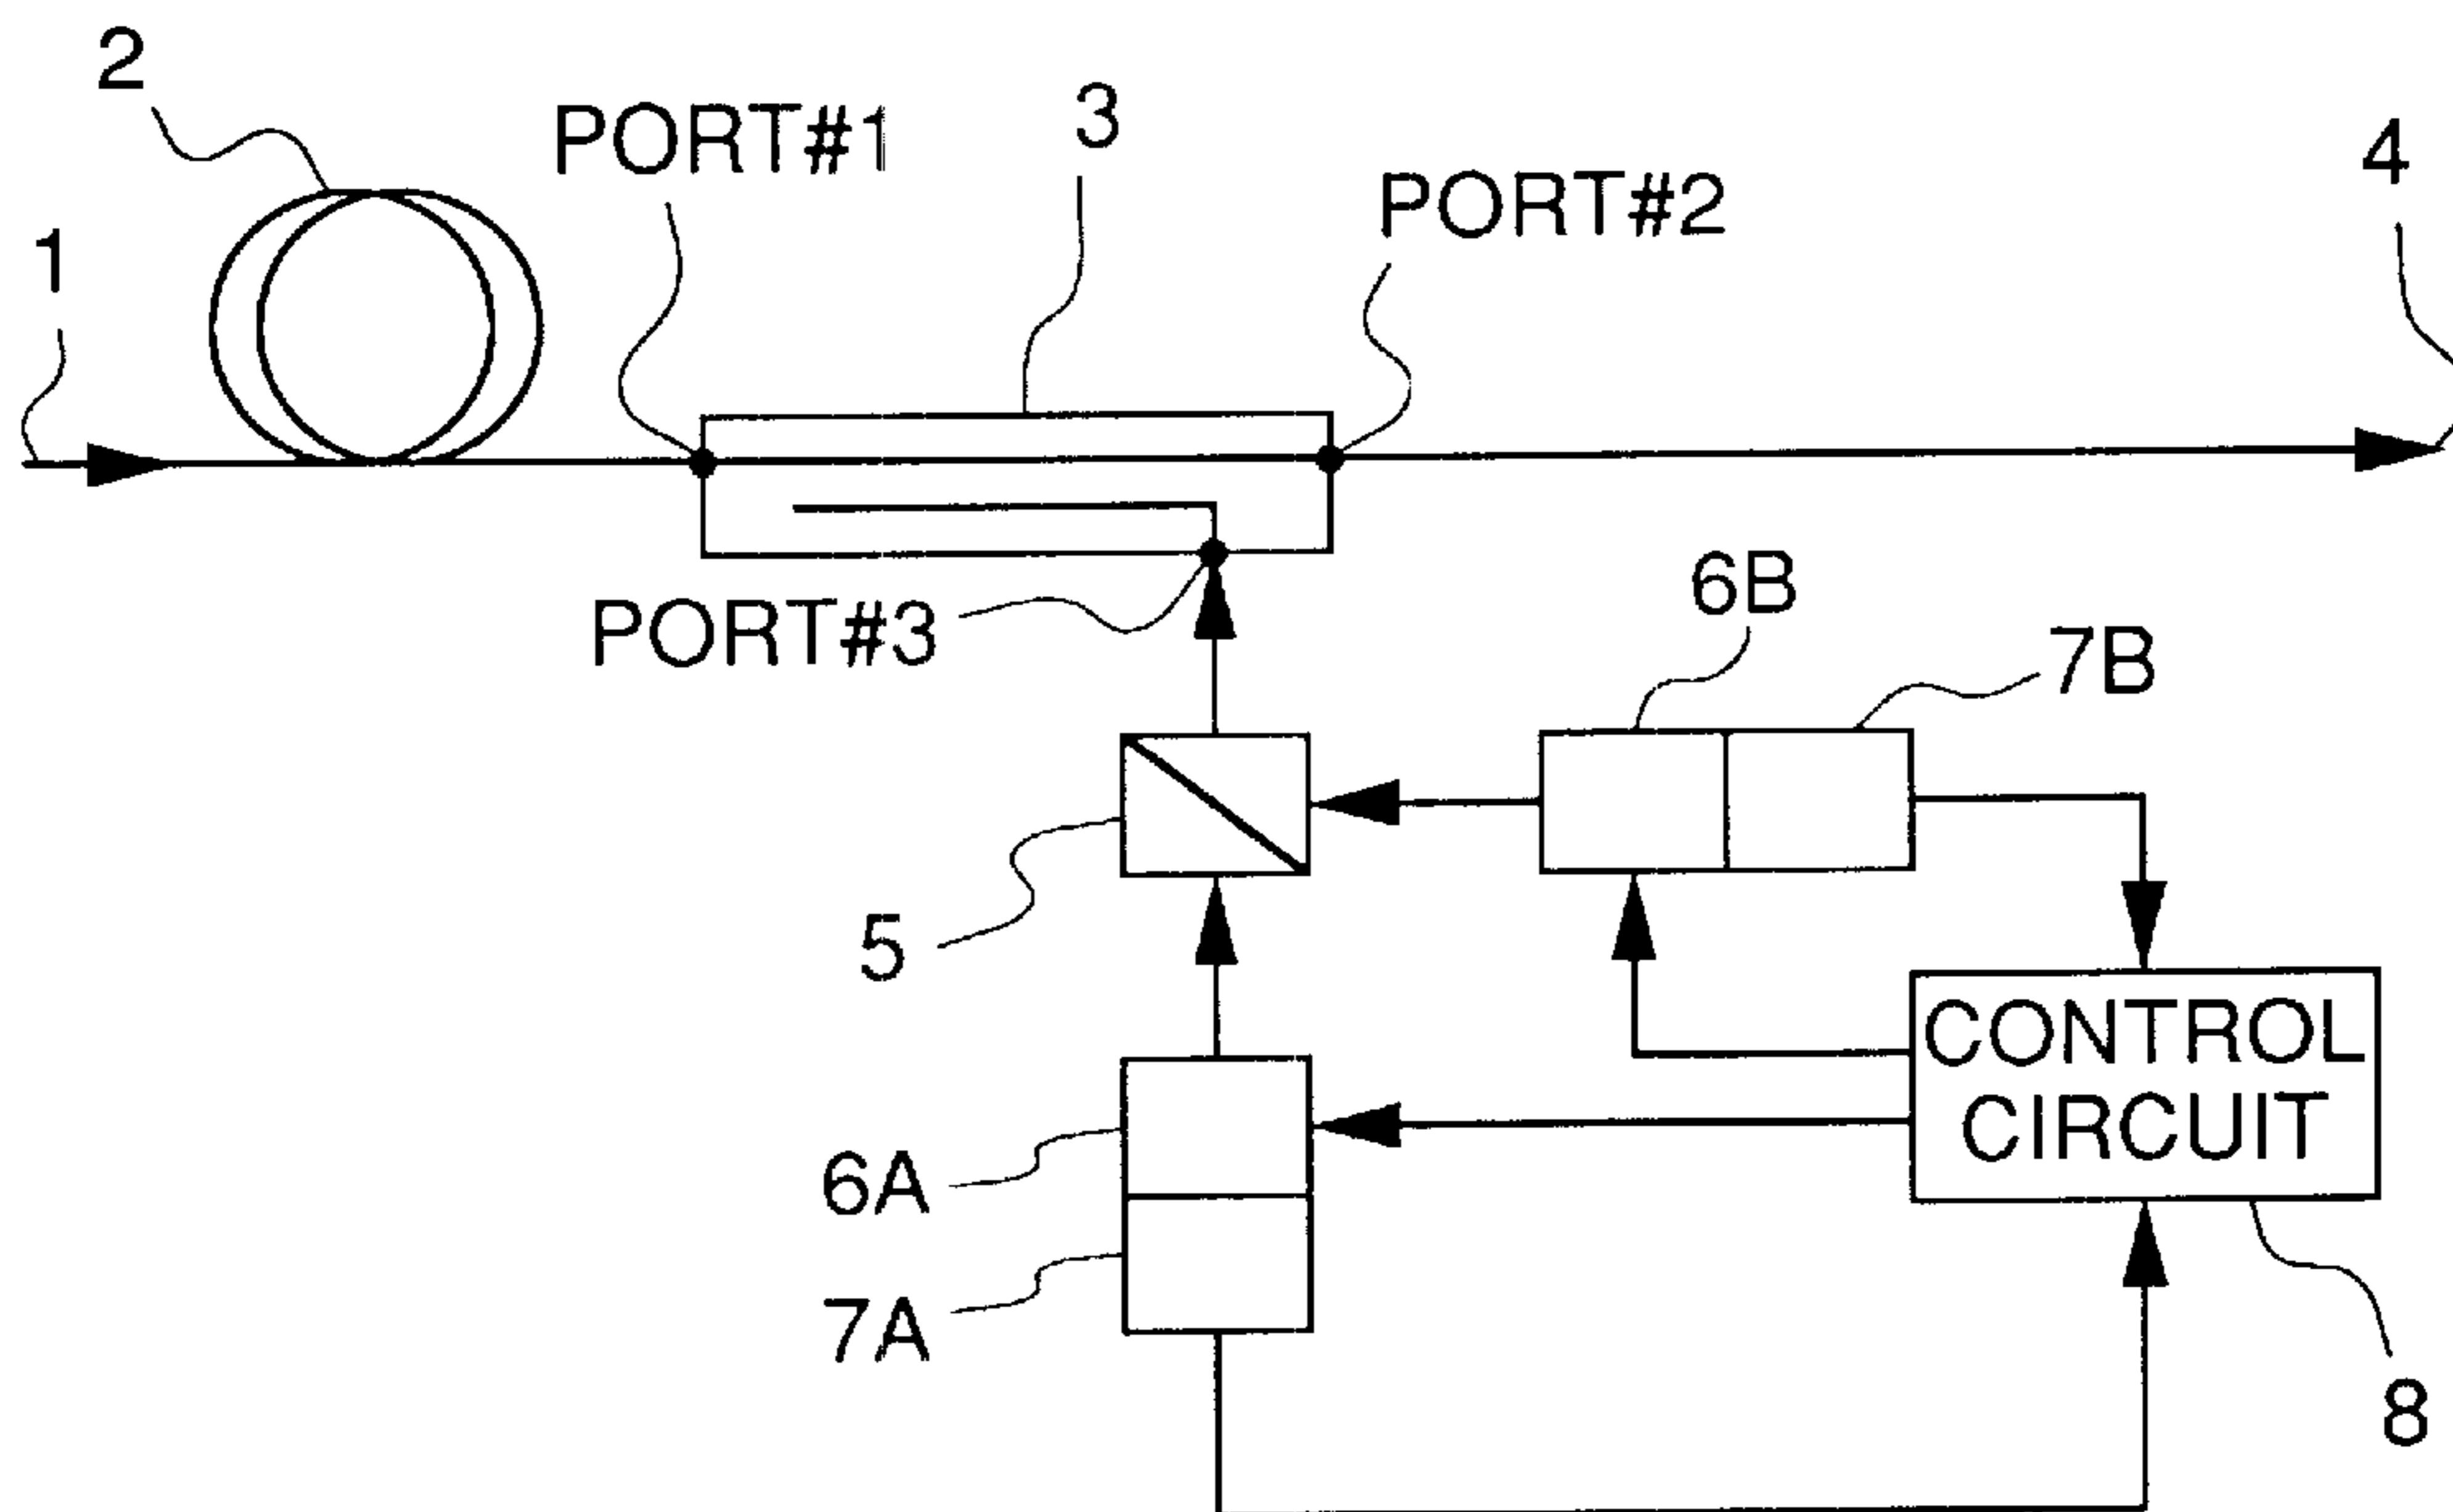 2
PORT#1
3
PORT#2
4
1
PORT#3
6B
7B
5
CONTROL
CIRCUIT
6A
7A
8